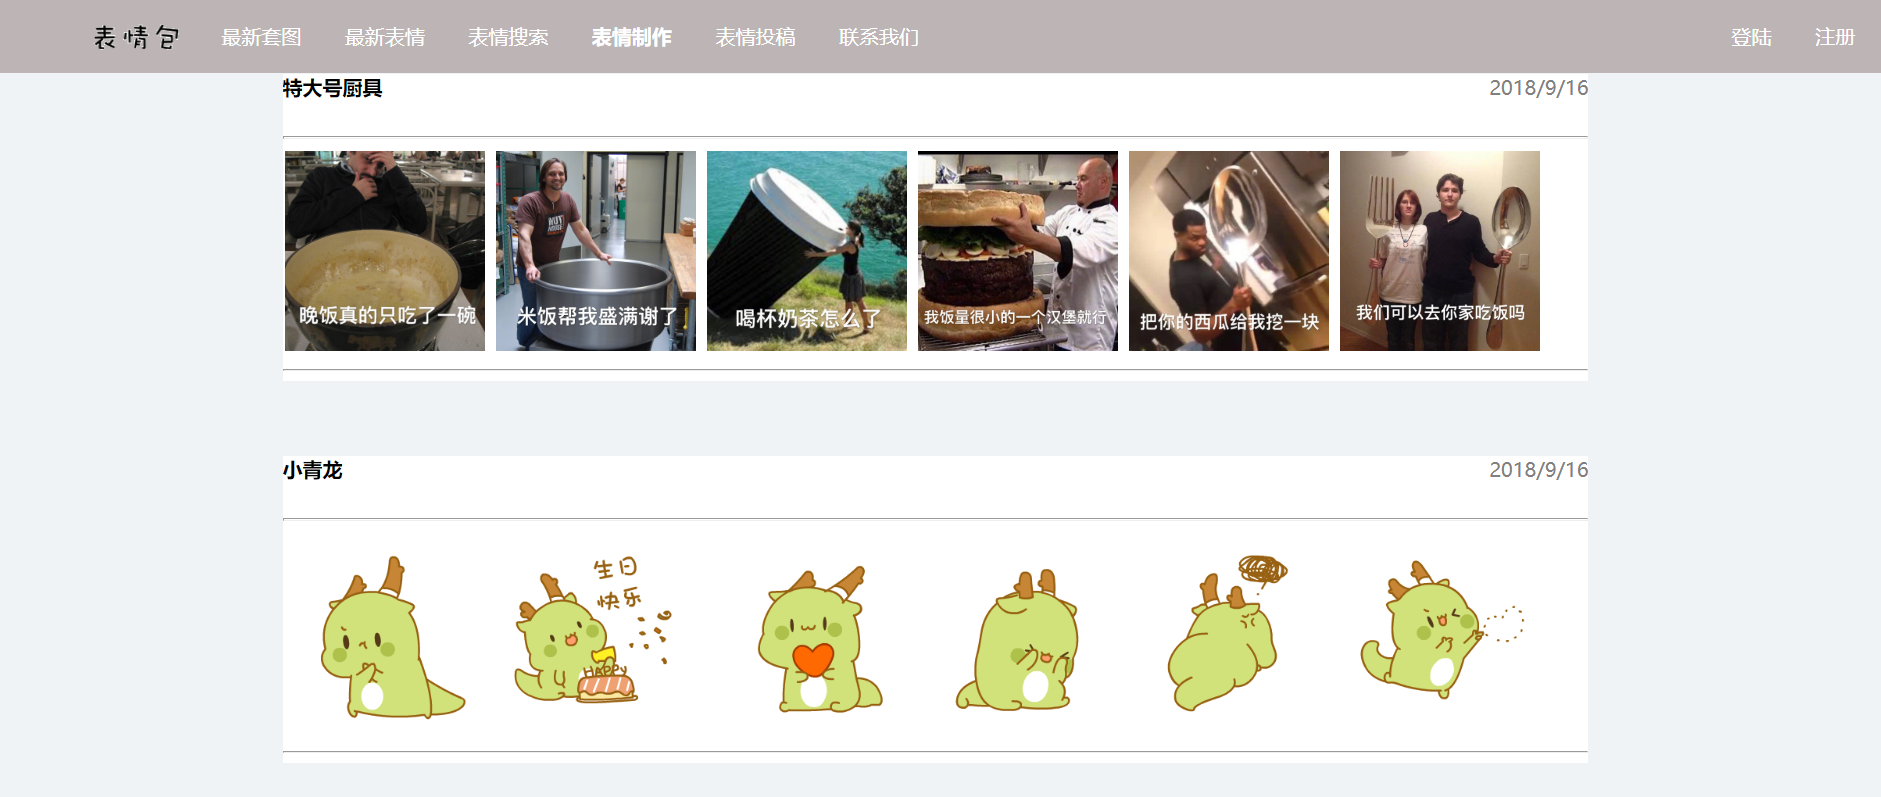 表情包 最新套图 最新表情 表情搜索 表情制作 表情投稿 联系我们 登陆 注册
特大号厨具 2018/9/16
晚饭真的只吃了一碗
米饭帮我盛满谢了
喝杯奶茶怎么了
我饭量很小的一个汉堡就行
把你的西瓜给我挖一块
我们可以去你家吃饭吗
小青龙 2018/9/16
生日
快乐
HAPPY